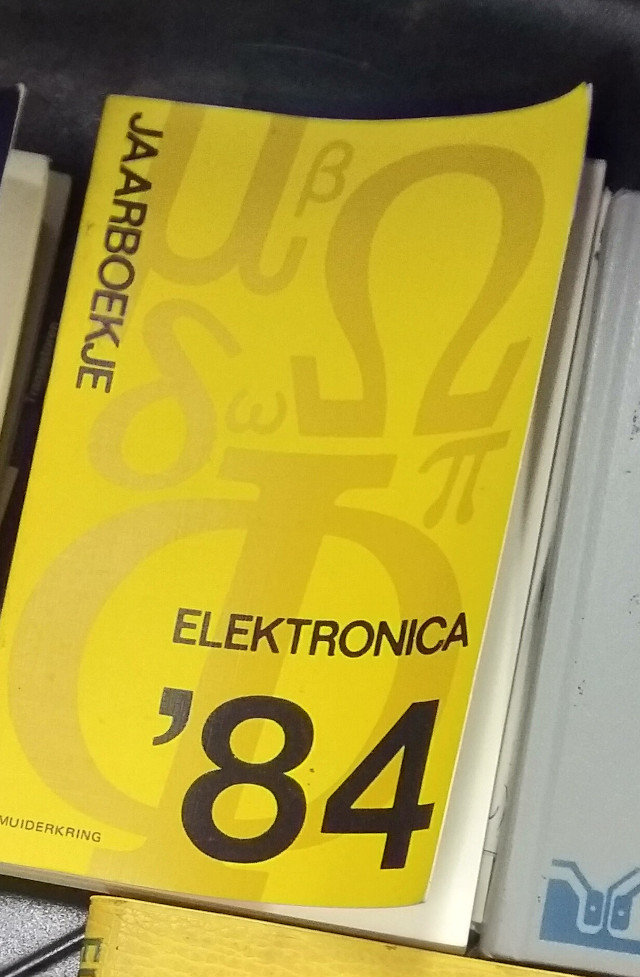 JAARBOEKJE
μ
β
Ω
ι
δ
ω
π
Φ
ELEKTRONICA
'84
MUIDERKRING